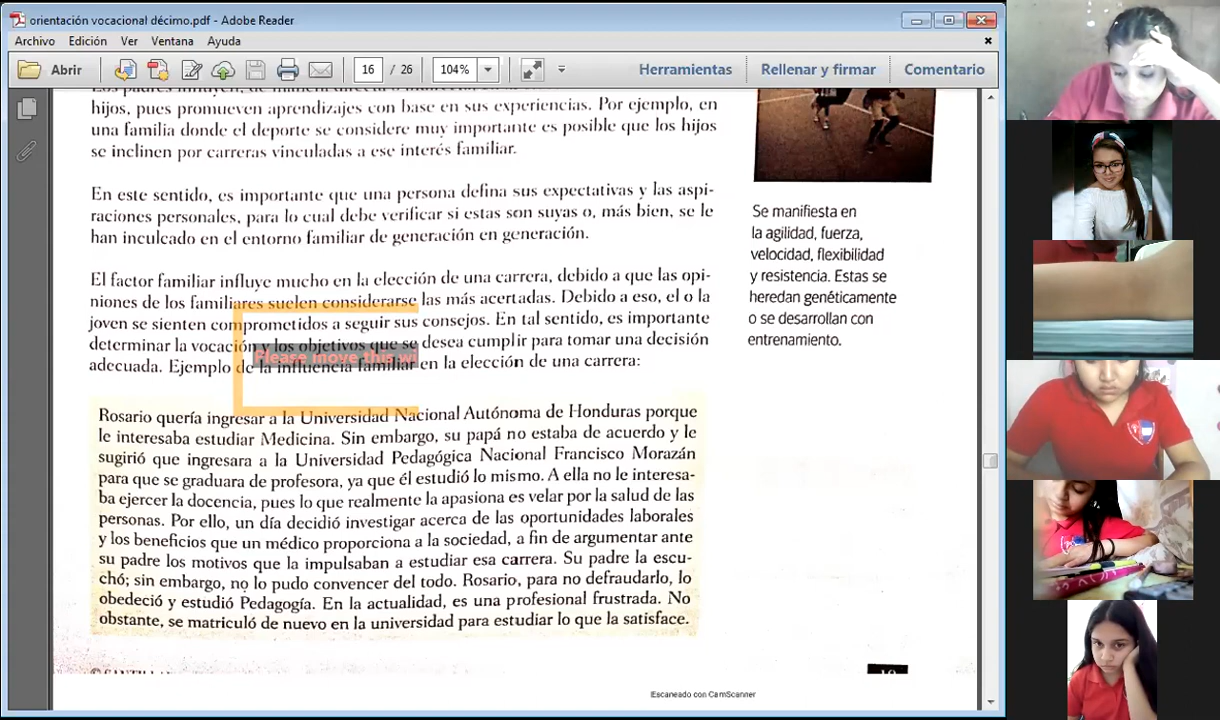 orientación vocacional décimo.pdf - Adobe Reader
Archivo Edición Ver Ventana Ayuda
Abrir 16 / 26 104% Herramientas Rellenar y firmar Comentario
hijos, pues promueven aprendizajes con base en sus experiencias. Por ejemplo, en
una familia donde el deporte se considere muy importante es posible que los hijos
se inclinen por carreras vinculadas a ese interés familiar.
En este sentido, es importante que una persona defina sus expectativas y las aspi-
raciones personales, para lo cual debe verificar si estas son suyas o, más bien, se le
han inculcado en el entorno familiar de generación en generación.
El factor familiar influye mucho en la elección de una carrera, debido a que las opi-
niones de los familiares suelen considerarse las más acertadas. Debido a eso, el o la
joven se sienten comprometidos a seguir sus consejos. En tal sentido, es importante
determinar la vocación y los objetivos que se desea cumplir para tomar una decisión
Please move this wi
adecuada. Ejemplo de la influencia familiar en la elección de una carrera:
Rosario quería ingresar a la Universidad Nacional Autónoma de Honduras porque
le interesaba estudiar Medicina. Sin embargo, su papá no estaba de acuerdo y le
sugirió que ingresara a la Universidad Pedagógica Nacional Francisco Morazán
para que se graduara de profesora, ya que él estudió lo mismo. A ella no le interesa-
ba ejercer la docencia, pues lo que realmente la apasiona es velar por la salud de las
personas. Por ello, un día decidió investigar acerca de las oportunidades laborales
y los beneficios que un médico proporciona a la sociedad, a fin de argumentar ante
su padre los motivos que la impulsaban a estudiar esa carrera. Su padre la escu-
chó; sin embargo, no lo pudo convencer del todo. Rosario, para no defraudarlo, lo
obedeció y estudió Pedagogía. En la actualidad, es una profesional frustrada. No
obstante, se matriculó de nuevo en la universidad para estudiar lo que la satisface.
Se manifiesta en
la agilidad, fuerza,
velocidad, flexibilidad
y resistencia. Estas se
heredan genéticamente
o se desarrollan con
entrenamiento.
Escaneado con CamScanner